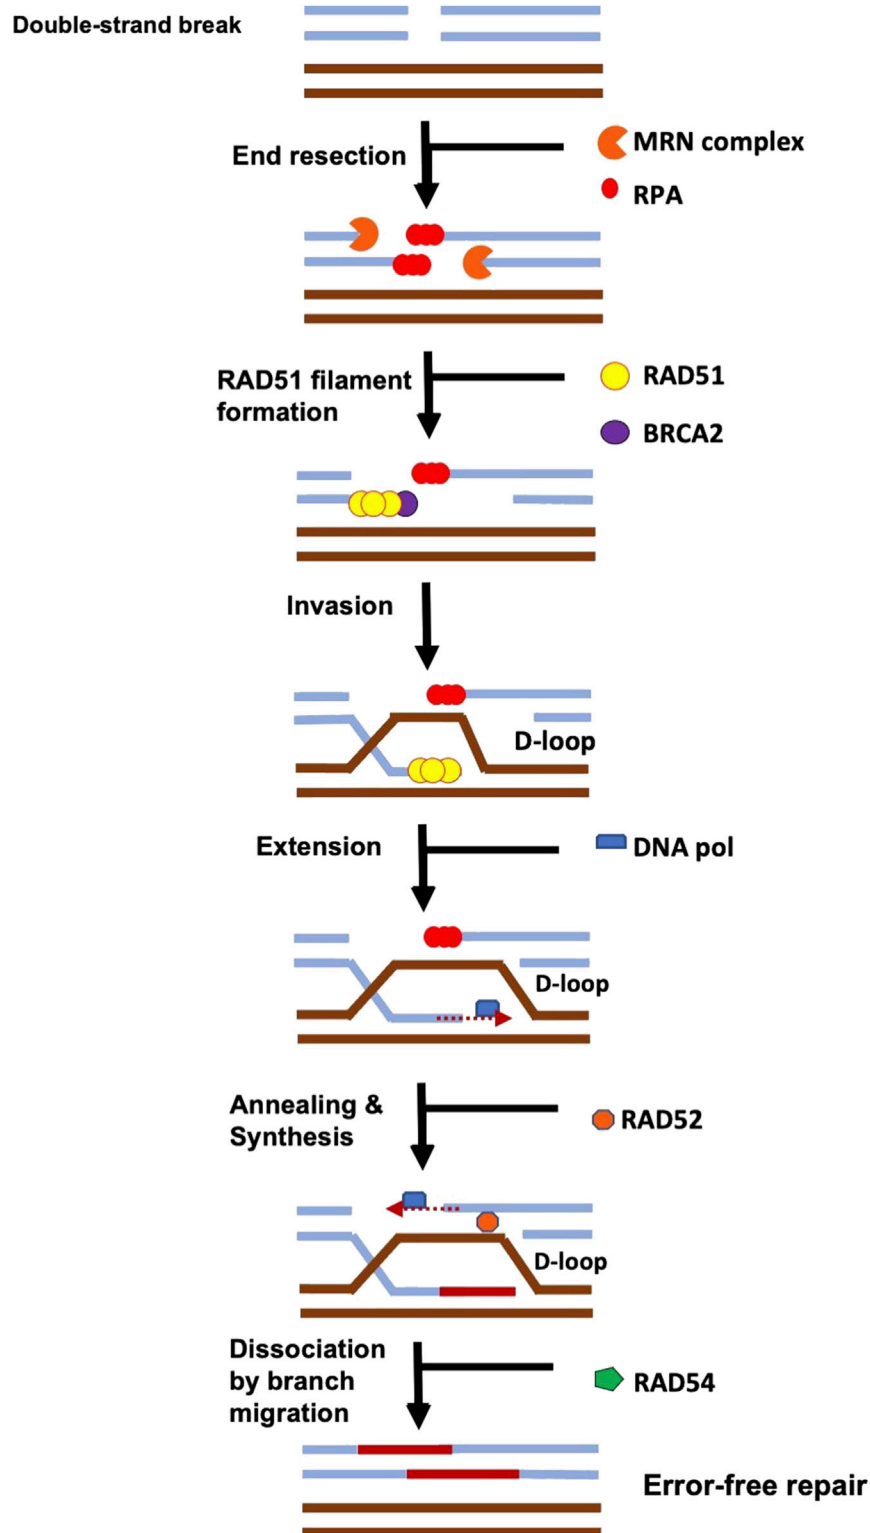 Double-strand break
End resection
MRN complex
RPA
RAD51 filament
formation
RAD51
BRCA2
Invasion
D-loop
Extension
DNA pol
D-loop
Annealing &
Synthesis
RAD52
D-loop
Dissociation
by branch
migration
RAD54
Error-free repair